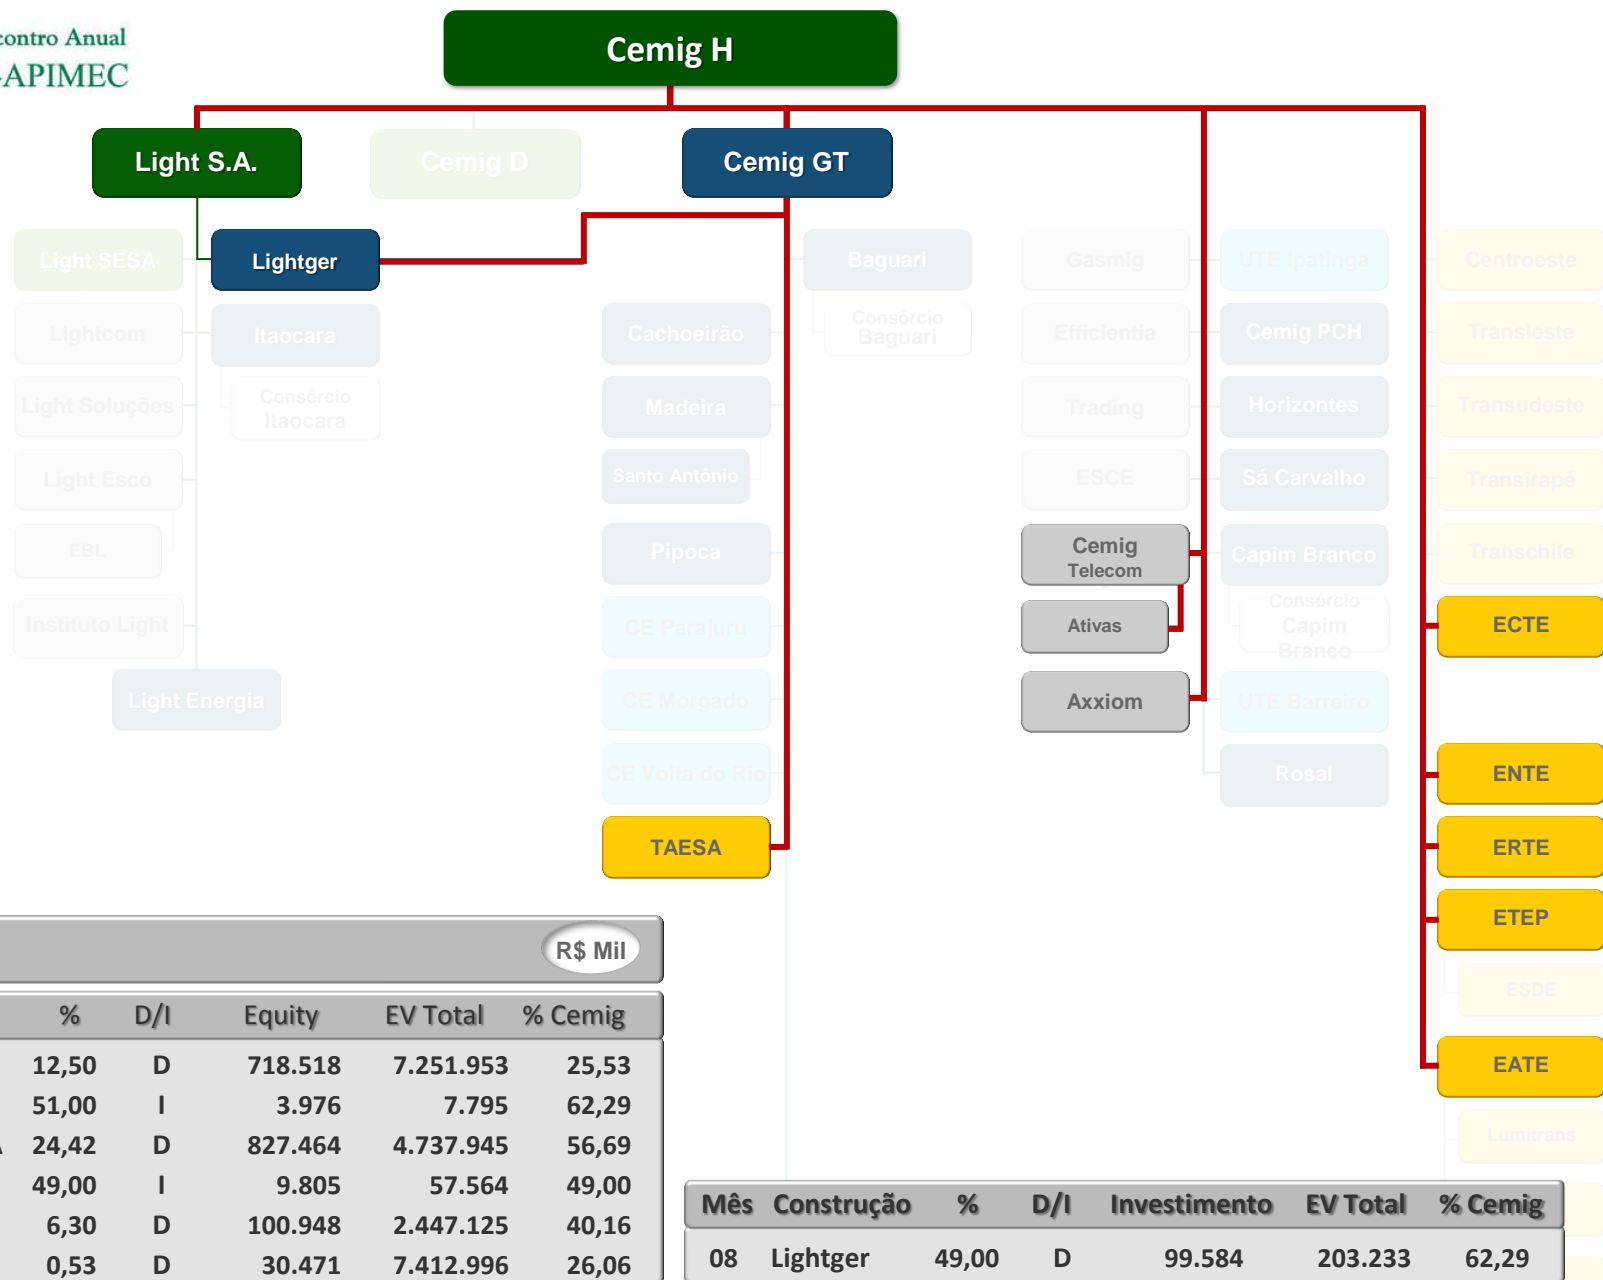 contro Anual
-APIMEC
Cemig H
Light S.A.
Cemig D
Cemig GT
Light SESA
Lightger
Baguari
Gasmig
UTE Ipatinga
Centroeste
Lightcom
Itaocara
Cachoeirão
Consórcio
Baguari
Efficientia
Cemig PCH
Transleste
Light Soluções
Consórcio
Itaocara
Madeira
Trading
Horizontes
Transudeste
Light Esco
Santo Antônio
ESCE
Sá Carvalho
Transirapé
EBL
Pipoca
Cemig
Telecom
Capim Branco
Transchile
Instituto Light
CE Parajuru
Ativas
Consórcio
Capim
Branco
ECTE
Light Energia
CE Morgado
Axxiom
UTE Barreiro
CE Volta do Rio
Rosal
ENTE
TAESA
ERTE
ETEP
R$ Mil
ESDE
% D/I Equity EV Total % Cemig
12,50 D 718.518 7.251.953 25,53
EATE
51,00 I 3.976 7.795 62,29
A 24,42 D 827.464 4.737.945 56,69
Lumitrans
49,00 I 9.805 57.564 49,00
6,30 D 100.948 2.447.125 40,16
0,53 D 30.471 7.412.996 26,06
Mês Construção % D/I Investimento EV Total % Cemig
08 Lightger 49,00 D 99.584 203.233 62,29